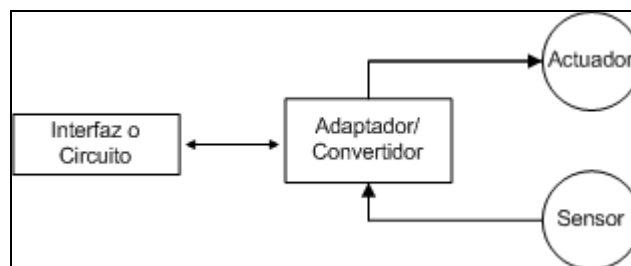 Actuador
Interfaz o
Circuito
Adaptador/
Convertidor
Sensor